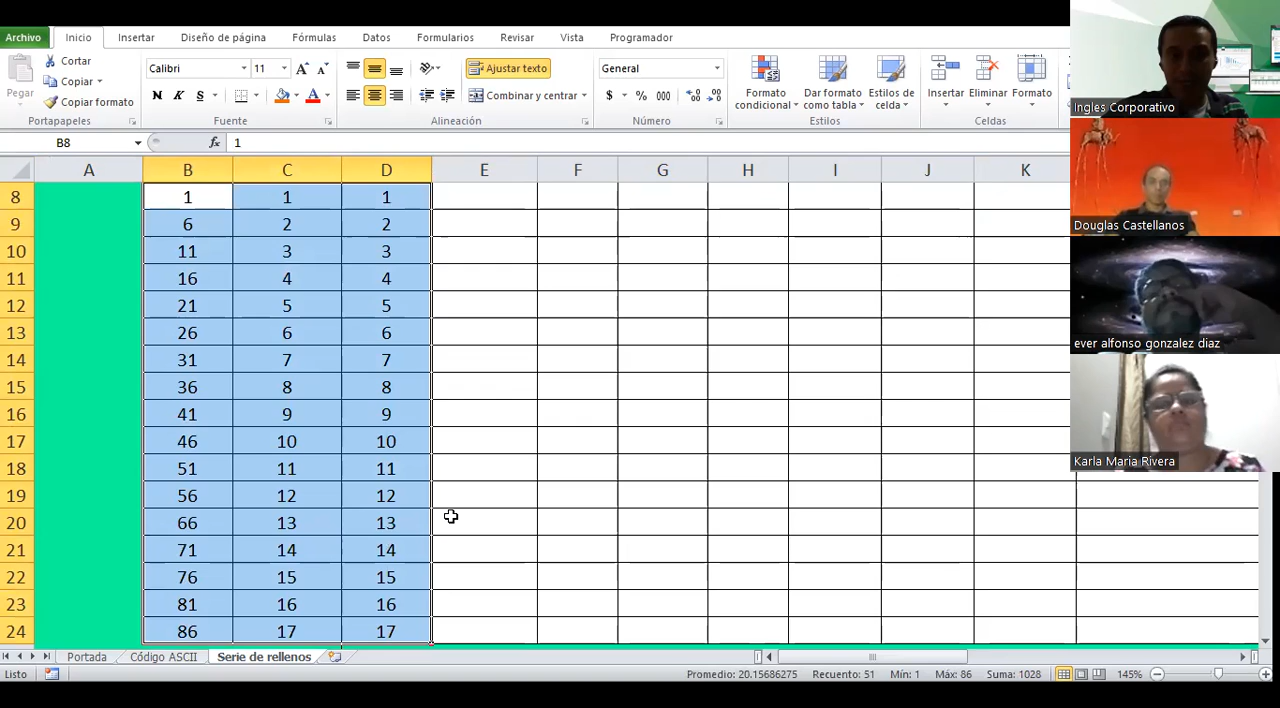 Archivo Inicio Insertar Diseño de página Fórmulas Datos Formularios Revisar Vista Programador
Pegar
Cortar
Copiar
Copiar formato
Portapapeles
Calibri 11
N K S
Fuente
Ajustar texto
Combinar y centrar
Alineación
General
$ % 000
Número
Formato condicional
Dar formato como tabla
Estilos de celda
Estilos
Insertar Eliminar Formato
Celdas
B8 fx 1
A B C D E F G H I J K
8 1 1 1
9 6 2 2
10 11 3 3
11 16 4 4
12 21 5 5
13 26 6 6
14 31 7 7
15 36 8 8
16 41 9 9
17 46 10 10
18 51 11 11
19 56 12 12
20 66 13 13
21 71 14 14
22 76 15 15
23 81 16 16
24 86 17 17
Portada Código ASCII Serie de rellenos
Listo Promedio: 20.15686275 Recuento: 51 Mín: 1 Máx: 86 Suma: 1028 145%
Ingles Corporativo
Douglas Castellanos
ever alfonso gonzalez diaz
Karla Maria Rivera